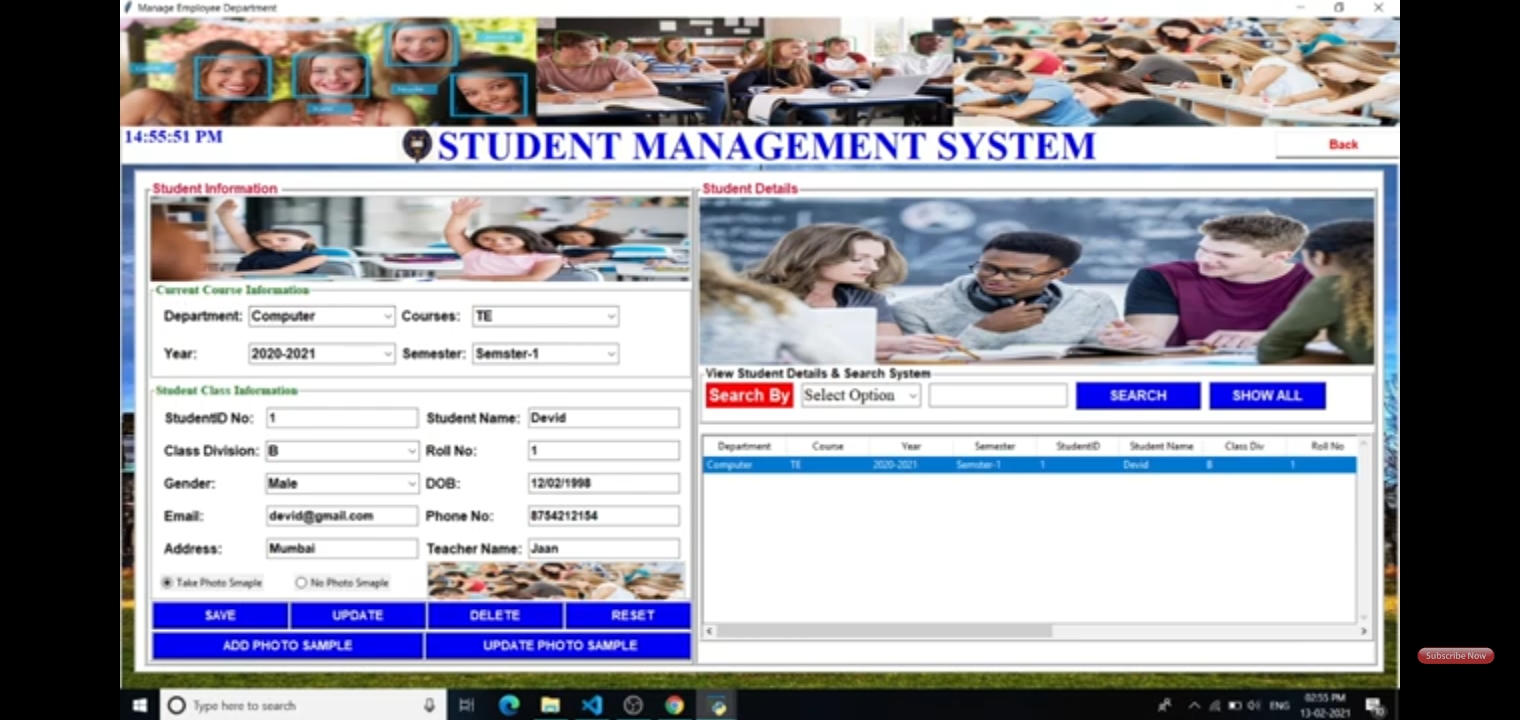 Manage Employee Department
14:55:51 PM
STUDENT MANAGEMENT SYSTEM
Back
Student Information
Current Course Information
Department: Computer Courses: TE
Year: 2020-2021 Semester: Semster-1
Student Class Information
StudentID No: 1 Student Name: Devid
Class Division: B Roll No: 1
Gender: Male DOB: 12/02/1998
Email: devid@gmail.com Phone No: 8754212154
Address: Mumbai Teacher Name: Jaan
Take Photo Smaple No Photo Smaple
SAVE UPDATE DELETE RESET
ADD PHOTO SAMPLE UPDATE PHOTO SAMPLE
Student Details
View Student Details & Search System
Search By Select Option SEARCH SHOW ALL
Department Course Year Semester StudentID Student Name Class Div Roll No
Computer TE 2020-2021 Semster-1 1 Devid B 1
Subscribe Now
Type here to search
ENG
02:55 PM
13-02-2021